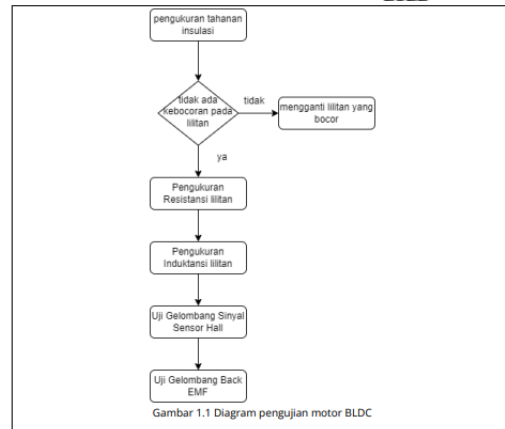 pengukuran tahanan
insulasi
tidak ada
kebocoran pada
lilitan
tidak
mengganti lilitan yang
bocor
ya
Pengukuran
Resistansi lilitan
Pengukuran
Induktansi lilitan
Uji Gelombang Sinyal
Sensor Hall
Uji Gelombang Back
EMF
Gambar 1.1 Diagram pengujian motor BLDC